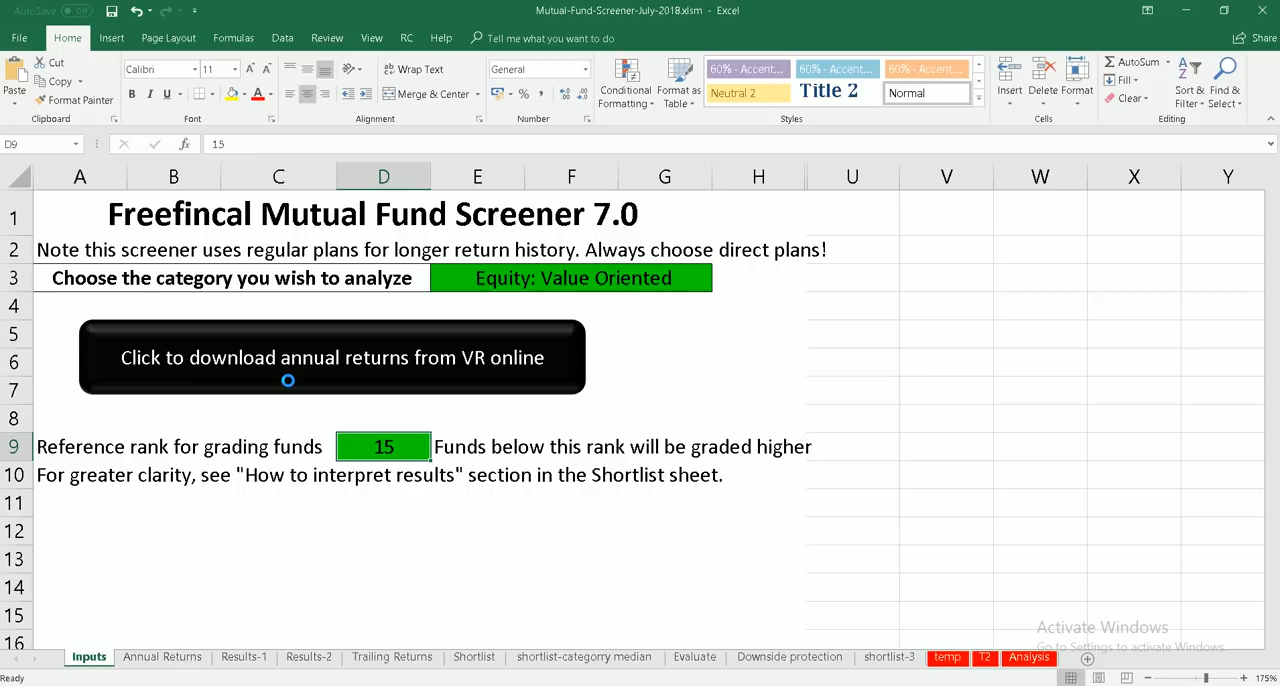 AutoSave Off Mutual-Fund-Screener-July-2018.xlsm - Excel
File Home Insert Page Layout Formulas Data Review View RC Help Tell me what you want to do Share
Paste Cut Copy Format Painter
Calibri 11
B I U A
Wrap Text
Merge & Center
General
% ,
Conditional Formatting Format as Table
60% - Accent... 60% - Accent... 60% - Accent...
Neutral 2 Title 2 Normal
Insert Delete Format
AutoSum
Fill
Clear
Sort & Filter Find & Select
Clipboard Font Alignment Number Styles Cells Editing
D9 fx 15
A B C D E F G H U V W X Y
1 Freefincal Mutual Fund Screener 7.0
2 Note this screener uses regular plans for longer return history. Always choose direct plans!
3 Choose the category you wish to analyze Equity: Value Oriented
4
5
6 Click to download annual returns from VR online
7
8
9 Reference rank for grading funds 15 Funds below this rank will be graded higher
10 For greater clarity, see "How to interpret results" section in the Shortlist sheet.
11
12
13
14
15
16
Activate Windows
Go to Settings to activate Windows.
Inputs Annual Returns Results-1 Results-2 Returns Shortlist shortlist-categorry median Evaluate Downside protection shortlist-3 temp T2 Analysis
Ready 175%